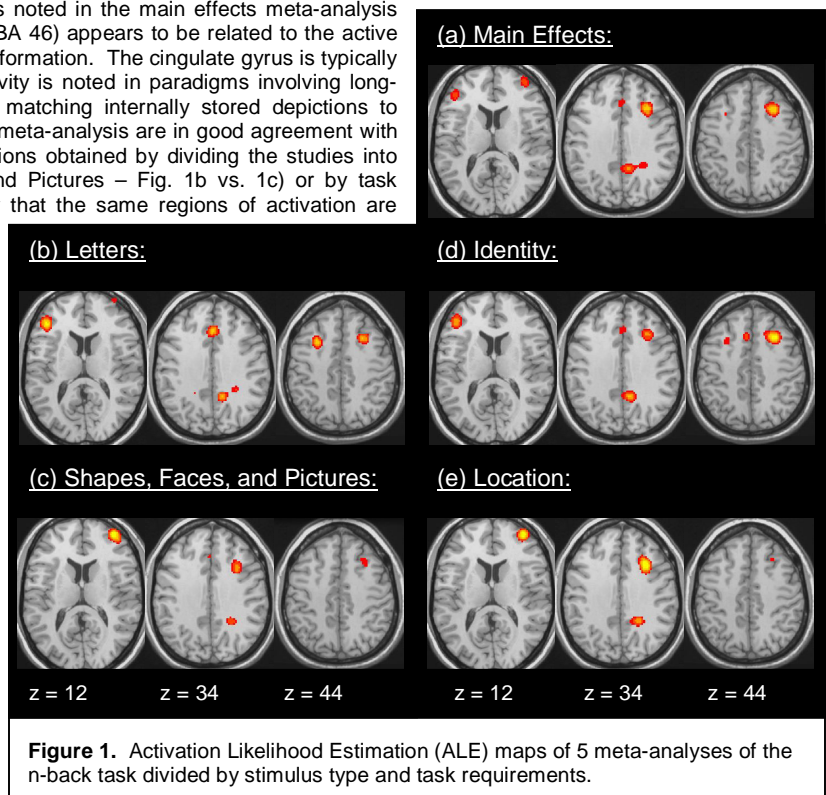 s noted in the main effects meta-analysis
BA 46) appears to be related to the active
formation. The cingulate gyrus is typically
vity is noted in paradigms involving long-
matching internally stored depictions to
meta-analysis are in good agreement with
ions obtained by dividing the studies into
nd Pictures – Fig. 1b vs. 1c) or by task
that the same regions of activation are
(a) Main Effects:
(b) Letters:
(d) Identity:
(c) Shapes, Faces, and Pictures:
(e) Location:
z = 12 z = 34 z = 44
z = 12 z = 34 z = 44
Figure 1. Activation Likelihood Estimation (ALE) maps of 5 meta-analyses of the
n-back task divided by stimulus type and task requirements.